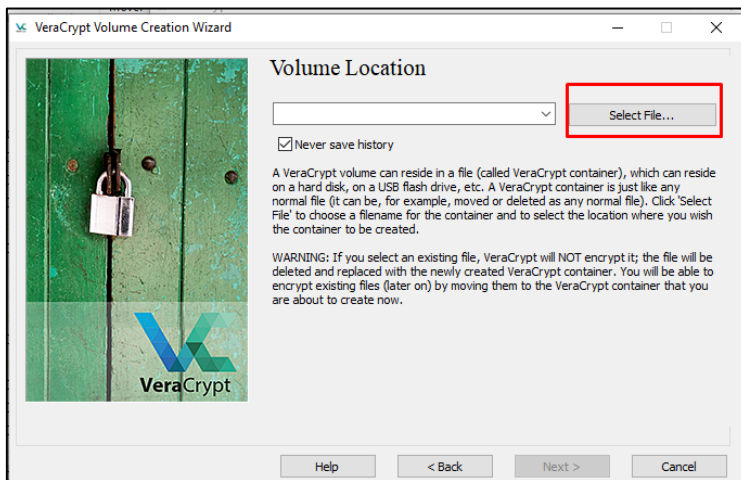 VeraCrypt Volume Creation Wizard
Volume Location
Select File...
Never save history
A VeraCrypt volume can reside in a file (called VeraCrypt container), which can reside
on a hard disk, on a USB flash drive, etc. A VeraCrypt container is just like any
normal file (it can be, for example, moved or deleted as any normal file). Click 'Select
File' to choose a filename for the container and to select the location where you wish
the container to be created.
WARNING: If you select an existing file, VeraCrypt will NOT encrypt it; the file will be
deleted and replaced with the newly created VeraCrypt container. You will be able to
encrypt existing files (later on) by moving them to the VeraCrypt container that you
are about to create now.
VeraCrypt
Help
< Back
Next >
Cancel